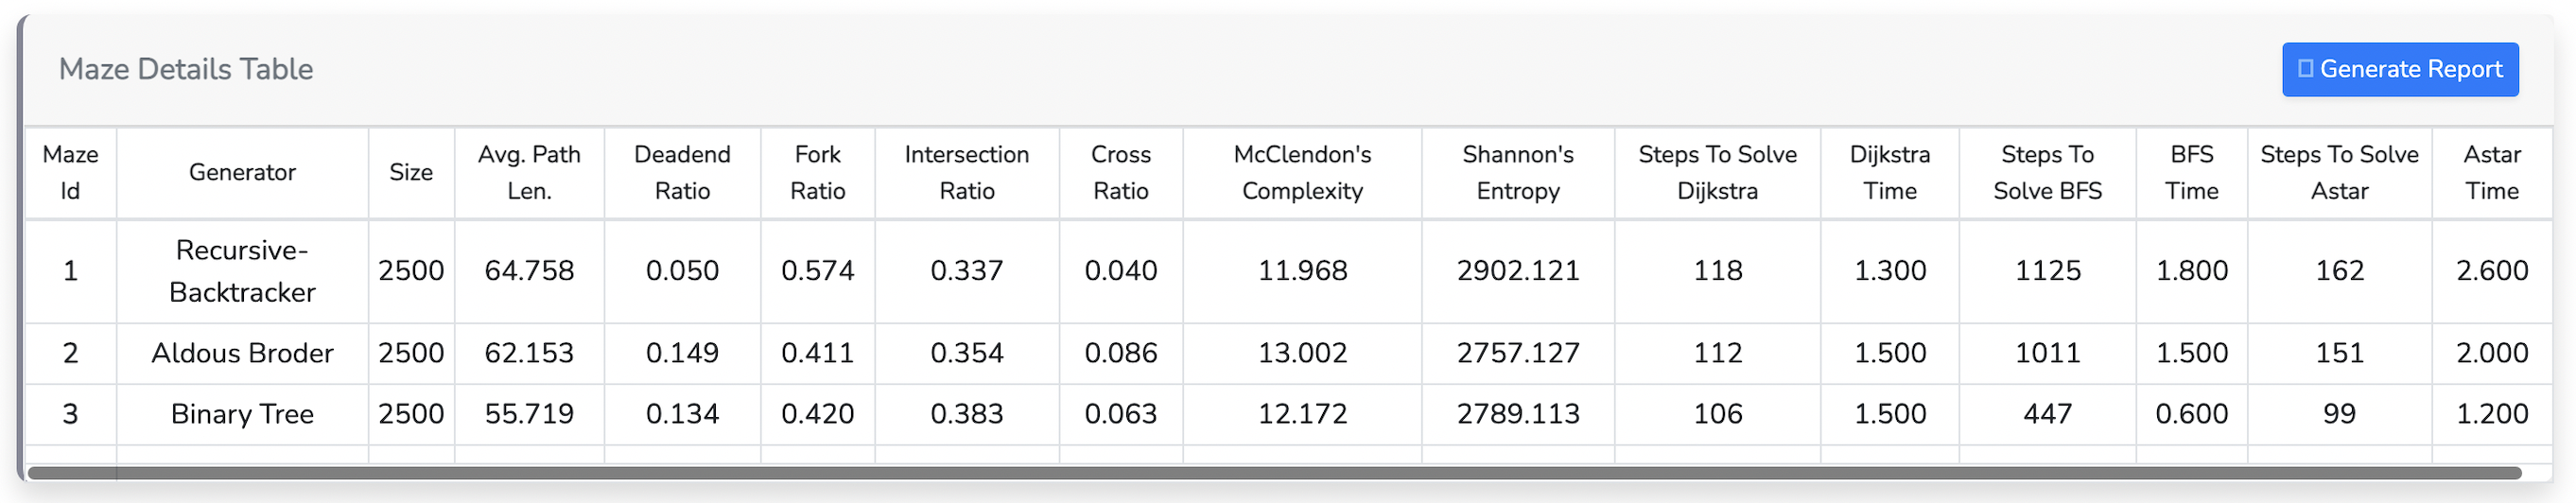 Maze Details Table
Generate Report
Maze Id Generator Size Avg. Path Len. Deadend Ratio Fork Ratio Intersection Ratio Cross Ratio McClendon's Complexity Shannon's Entropy Steps To Solve Dijkstra Dijkstra Time Steps To Solve BFS BFS Time Steps To Solve Astar Astar Time
1 Recursive-Backtracker 2500 64.758 0.050 0.574 0.337 0.040 11.968 2902.121 118 1.300 1125 1.800 162 2.600
2 Aldous Broder 2500 62.153 0.149 0.411 0.354 0.086 13.002 2757.127 112 1.500 1011 1.500 151 2.000
3 Binary Tree 2500 55.719 0.134 0.420 0.383 0.063 12.172 2789.113 106 1.500 447 0.600 99 1.200